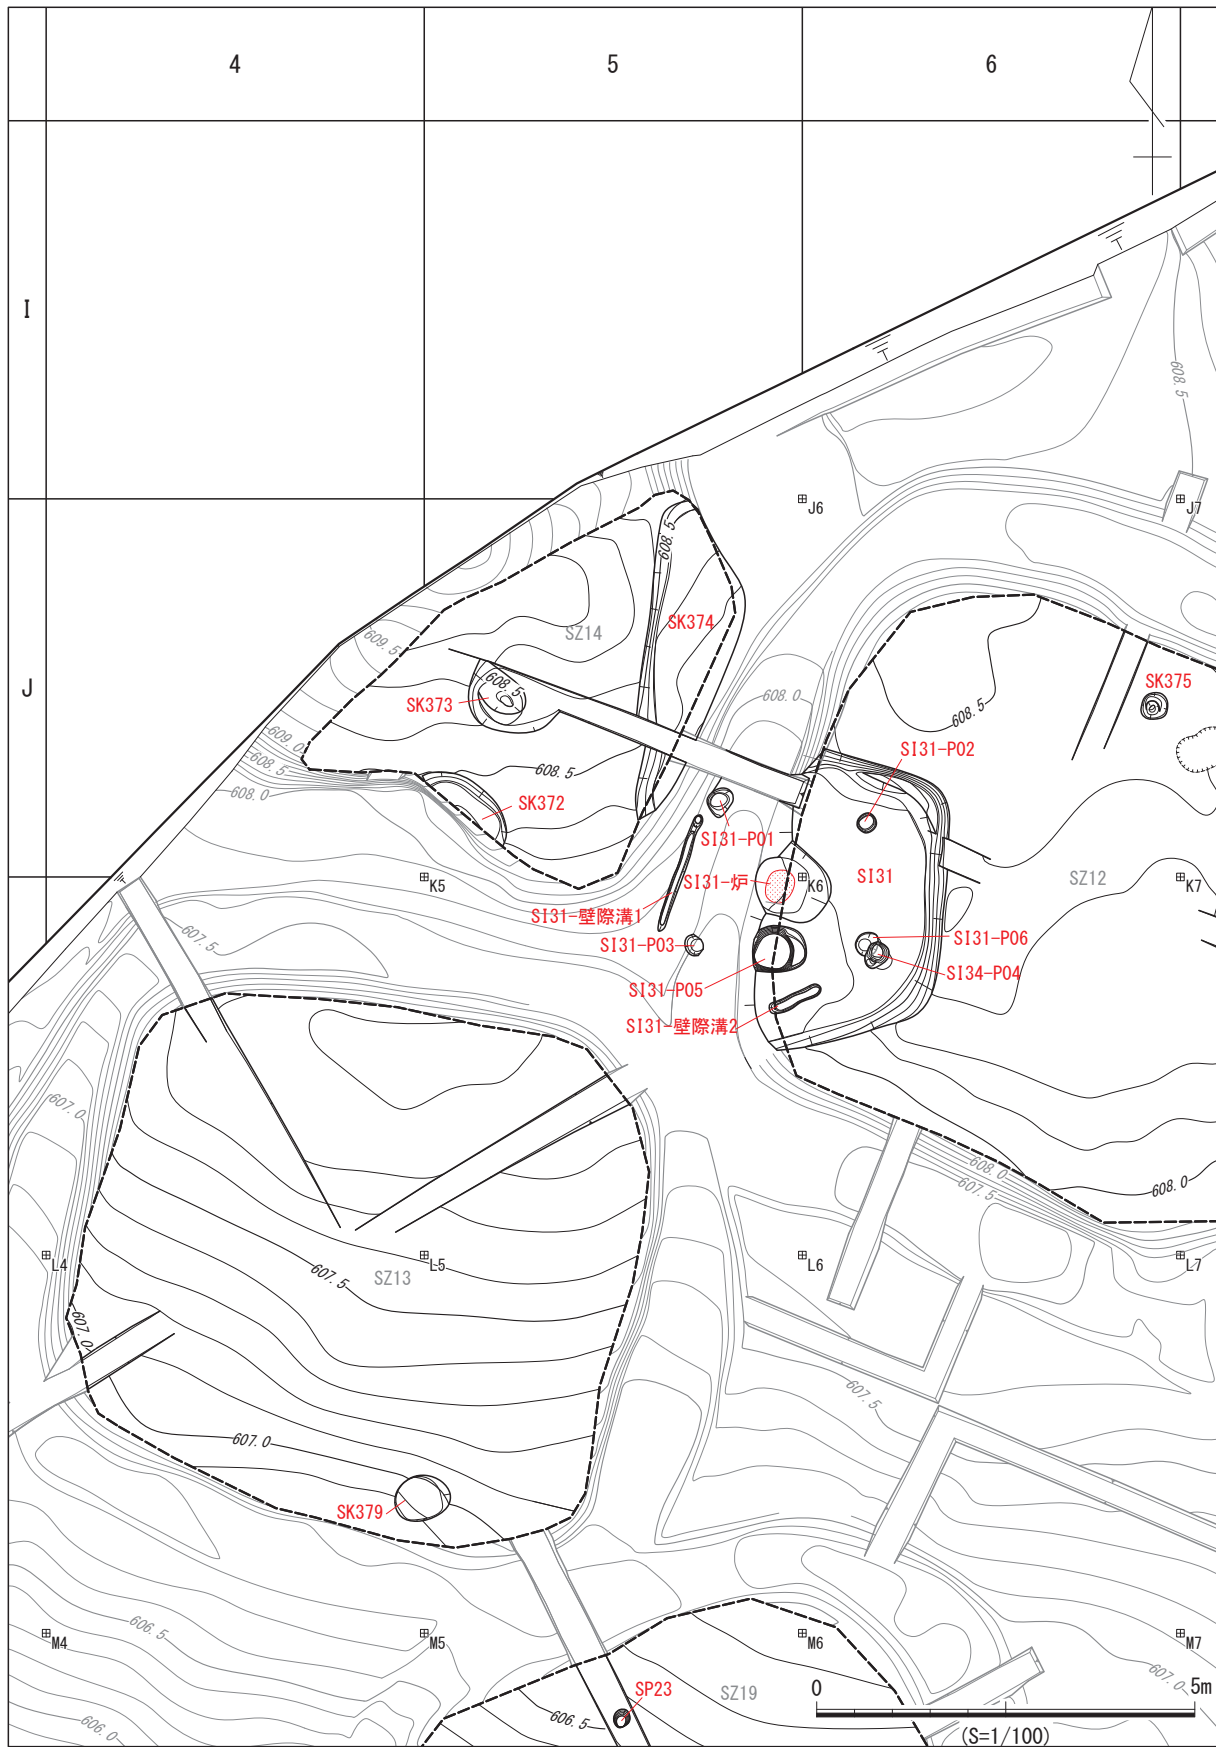 4
5
6
I
608.5
J6
J7
608.5
SZ14
SK374
609.5
J
608.5
SK373
608.0
SK375
608.5
609.0
608.5
SI31-P02
608.5
608.0
SK372
SI31-P01
K5
SI31-炉
K6
SI31
SZ12
K7
SI31-壁際溝1
607.5
SI31-P03
SI31-P06
SI34-P04
SI31-P05
SI31-壁際溝2
607.0
608.0
607.5
608.0
L4
SZ13
607.5
L5
L6
L7
607.0
607.5
607.0
SK379
606.5
M4
M5
M6
M7
607.0
SP23
SZ19
0
5m
606.0
606.5
(S=1/100)